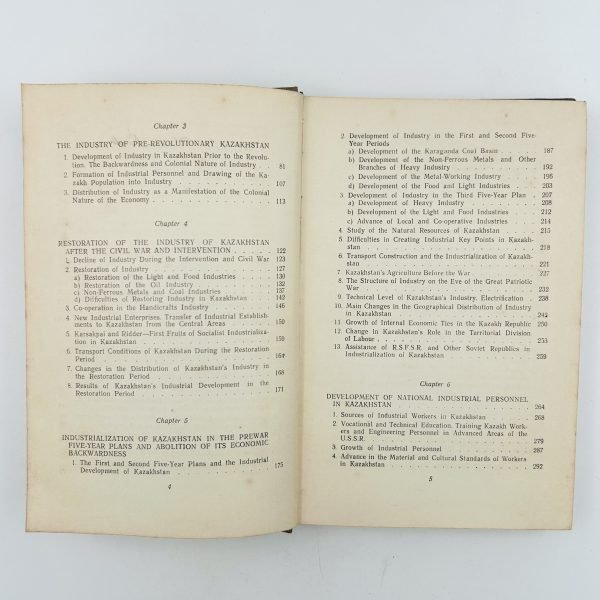 Chapter 3
THE INDUSTRY OF PRE-REVOLUTIONARY KAZAKHSTAN
1. Development of Industry in Kazakhstan Prior to the Revolu-
tion. The Backwardness and Colonial Nature of Industry . . 81
2. Formation of Industrial Personnel and Drawing of the Ka-
zakh Population into Industry . . . . . . . . 107
3. Distribution of Industry as a Manifestation of the Colonial
Nature of the Economy . . . . . . . . . . 113
Chapter 4
RESTORATION OF THE INDUSTRY OF KAZAKHSTAN
AFTER THE CIVIL WAR AND INTERVENTION . . . . . 122
1. Decline of Industry During the Intervention and Civil War 123
2. Restoration of Industry . . . . . . . . . 127
a) Restoration of the Light and Food Industries . . . . 130
b) Restoration of the Oil Industry . . . . . . . 132
c) Non-Ferrous Metals and Coal Industries . . . . . 137
d) Difficulties of Restoring Industry in Kazakhstan . . . 142
3. Co-operation in the Handicrafts Industry . . . . . 146
4. New Industrial Enterprises. Transfer of Industrial Establish-
ments to Kazakhstan from the Central Areas . . . . . 150
5. Karsakpai and Ridder—First Fruits of Socialist Industrializa-
tion in Kazakhstan . . . . . . . . . . 159
6. Transport Conditions of Kazakhstan During the Restoration
Period . . . . . . . . . . . . . 164
7. Changes in the Distribution of Kazakhstan's Industry in
the Restoration Period . . . . . . . . . . 168
8. Results of Kazakhstan's Industrial Development in the
Restoration Period . . . . . . . . . . . 171
Chapter 5
INDUSTRIALIZATION OF KAZAKHSTAN IN THE PREWAR
FIVE-YEAR PLANS AND ABOLITION OF ITS ECONOMIC
BACKWARDNESS
1. The First and Second Five-Year Plans and the Industrial
Development of Kazakhstan . . . . . . . . . 175
4
2. Development of Industry in the First and Second Five-
Year Periods
a) Development of the Karaganda Coal Basin . . . . 187
b) Development of the Non-Ferrous Metals and Other
Branches of Heavy Industry . . . . . . . . 192
c) Development of the Metal-Working Industry . . . . 196
d) Development of the Food and Light Industries . . . 203
3. Development of Industry in the Third Five-Year Plan . 207
a) Development of Heavy Industry . . . . . . . 208
b) Development of the Light and Food Industries . . . 212
c) Advance of Local and Co-operative Industries . . . 214
4. Study of the Natural Resources of Kazakhstan . . . . 215
5. Difficulties in Creating Industrial Key Points in Kazakh-
stan . . . . . . . . . . . . . 218
6. Transport Construction and the Industrialization of Kazakh-
stan . . . . . . . . . . . . . 221
7. Kazakhstan's Agriculture Before the War . . . . . 227
8. The Structure of Industry on the Eve of the Great Patriotic
War . . . . . . . . . . . . . 232
9. Technical Level of Kazakhstan's Industry. Electrification . 238
10. Main Changes in the Geographical Distribution of Industry
in Kazakhstan . . . . . . . . . . . 242
11. Growth of Internal Economic Ties in the Kazakh Republic 250
12. Change in Kazakhstan's Role in the Territorial Division
of Labour . . . . . . . . . . . . 253
13. Assistance of R.S.F.S.R. and Other Soviet Republics in
Industrialization of Kazakhstan . . . . . . . . 259
Chapter 6
DEVELOPMENT OF NATIONAL INDUSTRIAL PERSONNEL
IN KAZAKHSTAN . . . . . . . . . . . 264
1. Sources of Industrial Workers in Kazakhstan . . . . 268
2. Vocational and Technical Education. Training Kazakh Work-
ers and Engineering Personnel in Advanced Areas of the
U.S.S.R. . . . . . . . . . . . . 279
3. Growth of Industrial Personnel . . . . . . . 287
4. Advance in the Material and Cultural Standards of Workers
in Kazakhstan . . . . . . . . . . . 292
5